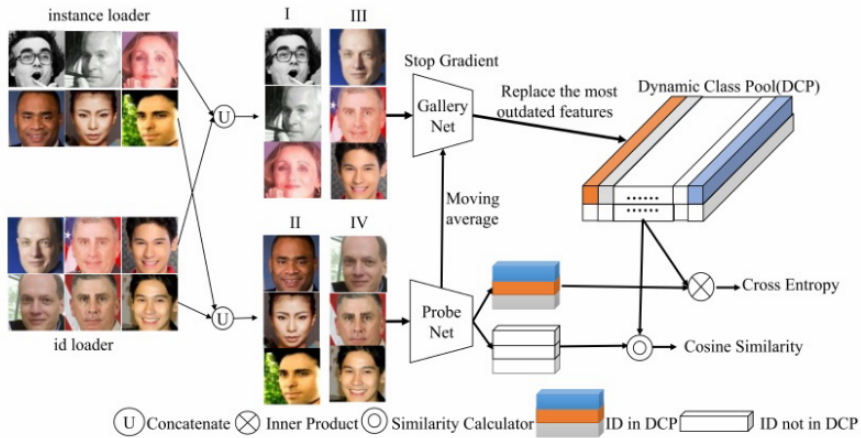 instance loader
I
III
Stop Gradient
Gallery
Net
Replace the most
outdated features
Dynamic Class Pool(DCP)
......
......
U
Moving
average
II
IV
Probe
Net
Cross Entropy
Cosine Similarity
U
id loader
U Concatenate Inner Product Similarity Calculator ID in DCP ID not in DCP